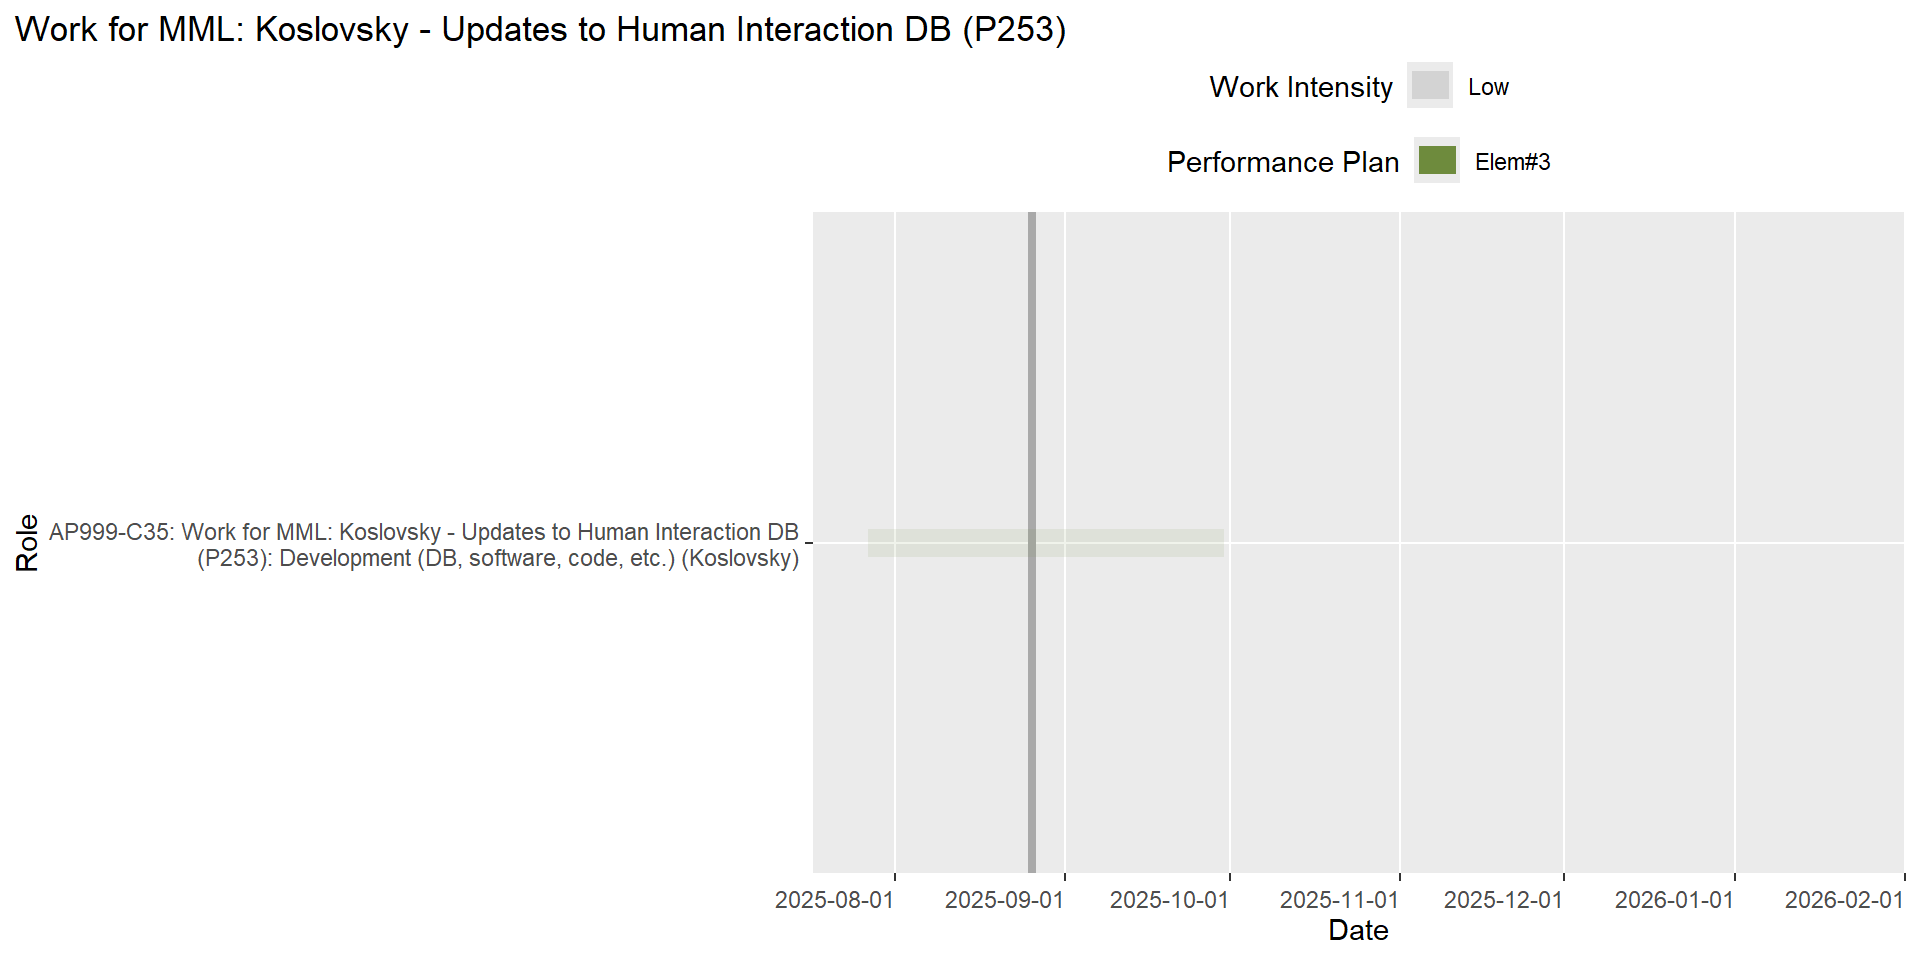 Work for MML: Koslovsky - Updates to Human Interaction DB (P253)
Work Intensity Low
Performance Plan Elem#3
Role
AP999-C35: Work for MML: Koslovsky - Updates to Human Interaction DB
(P253): Development (DB, software, code, etc.) (Koslovsky)
2025-08-01 2025-09-01 2025-10-01 2025-11-01 2025-12-01 2026-01-01 2026-02-01
Date